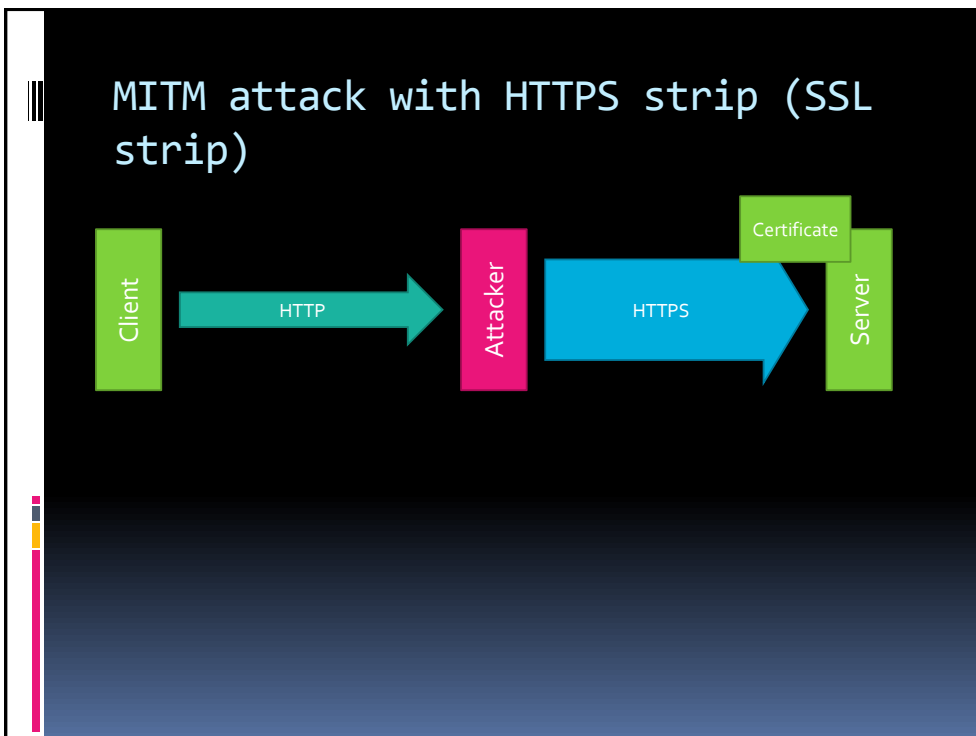 MITM attack with HTTPS strip (SSL
strip)
Certificate
Client
HTTP
Attacker
HTTPS
Server